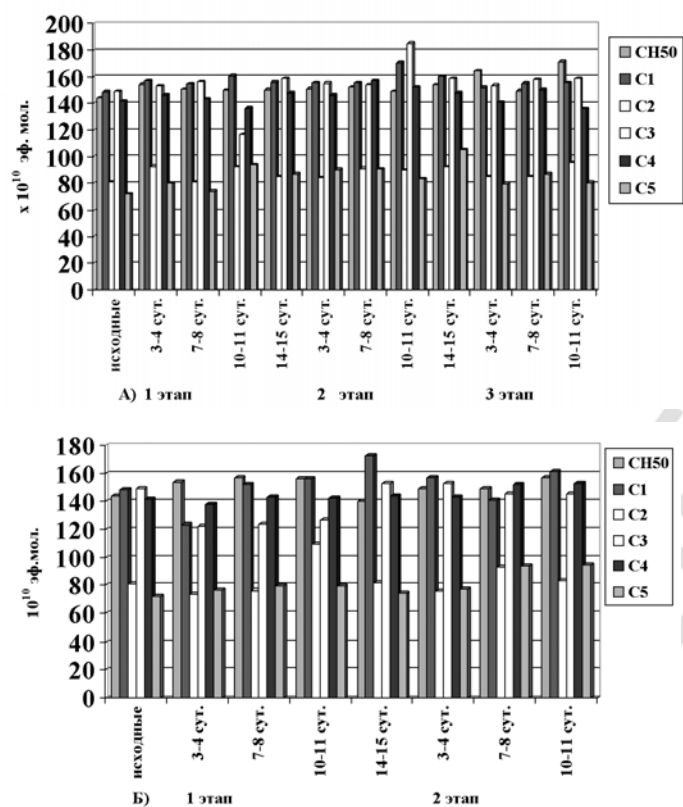 200
180
160
140
120
100
80
60
40
20
0
х 10¹⁰ эф. мол.
CH50
C1
C2
C3
C4
C5
исходные
3-4 сут.
7-8 сут.
10-11 сут.
14-15 сут.
3-4 сут.
7-8 сут.
10-11 сут.
14-15 сут.
3-4 сут.
7-8 сут.
10-11 сут.
А) 1 этап 2 этап 3 этап
180
160
140
120
100
80
60
40
20
0
10¹⁰ эф.мол.
CH50
C1
C2
C3
C4
C5
исходные
3-4 сут.
7-8 сут.
10-11 сут.
14-15 сут.
3-4 сут.
7-8 сут.
10-11 сут.
Б) 1 этап 2 этап